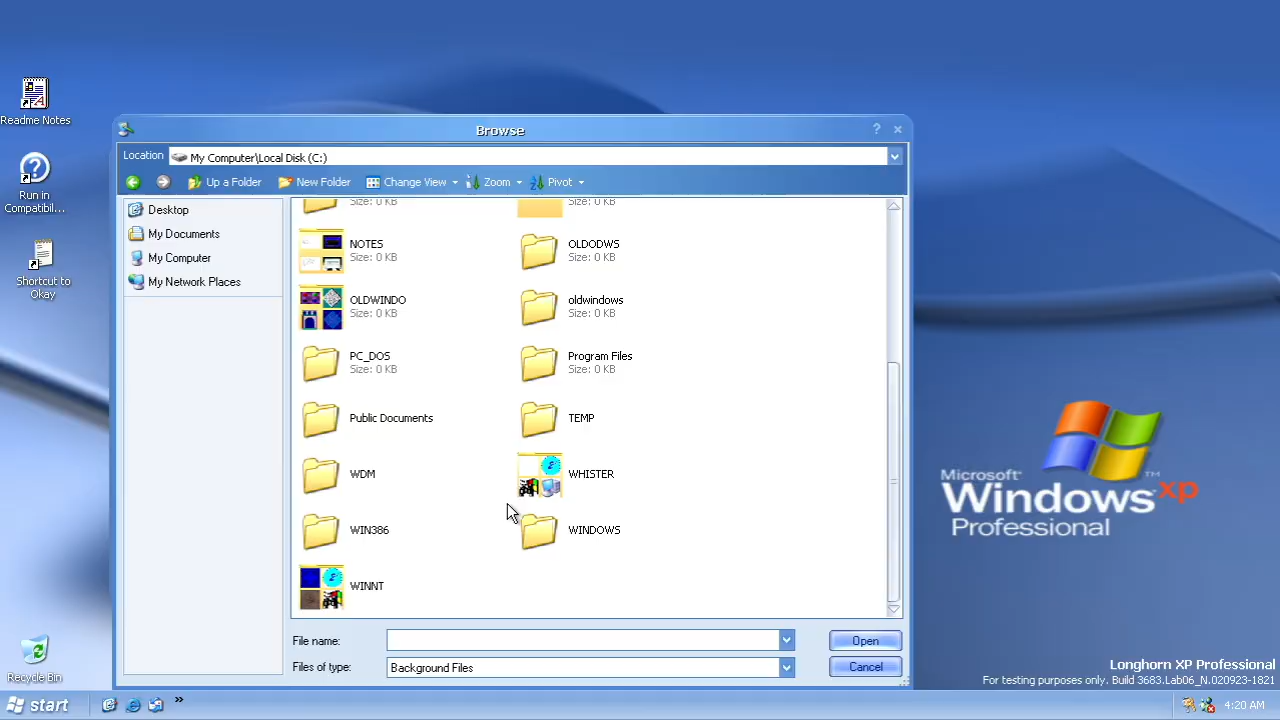 Readme Notes
Run in
Compatibil...
Shortcut to
Okay
Recycle Bin
Browse
Location
My Computer\Local Disk (C:)
Up a Folder
New Folder
Change View
Zoom
Pivot
Desktop
My Documents
My Computer
My Network Places
Size: 0 KB
Size: 0 KB
NOTES
Size: 0 KB
OLDODWS
Size: 0 KB
OLDWINDO
Size: 0 KB
oldwindows
Size: 0 KB
PC_DOS
Size: 0 KB
Program Files
Size: 0 KB
Public Documents
TEMP
WDM
WHISTER
WIN386
WINDOWS
WINNT
File name:
Open
Files of type:
Background Files
Cancel
Microsoft
Windows xp
Professional
Longhorn XP Professional
For testing purposes only. Build 3683.Lab06_N.020923-1821
start
»
4:20 AM